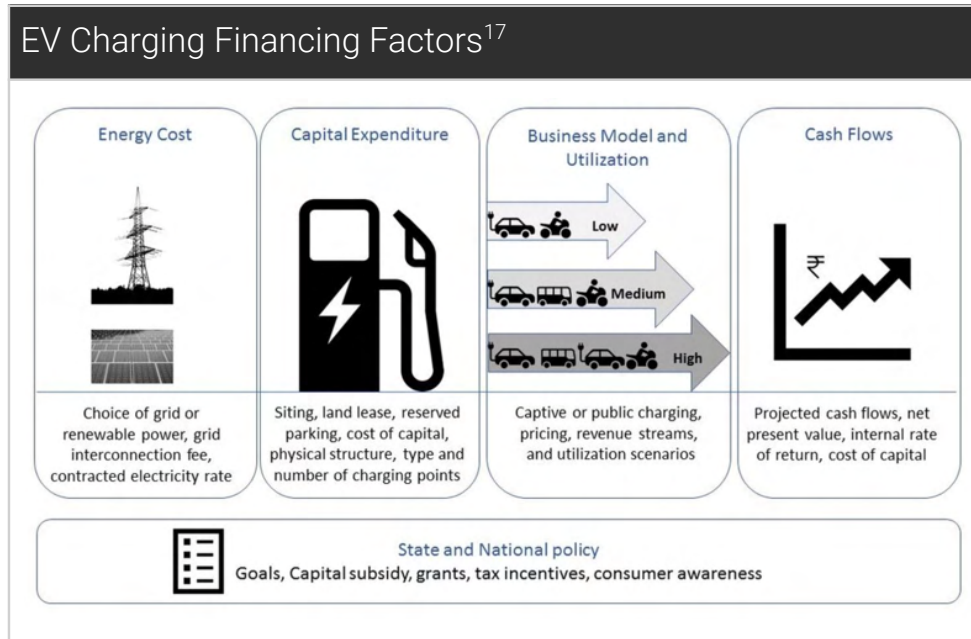 EV Charging Financing Factors17
Energy Cost
Choice of grid or
renewable power, grid
interconnection fee,
contracted electricity rate
Capital Expenditure
Siting, land lease, reserved
parking, cost of capital,
physical structure, type and
number of charging points
Business Model and
Utilization
Low
Medium
High
Captive or public charging,
pricing, revenue streams,
and utilization scenarios
Cash Flows
₹
Projected cash flows, net
present value, internal rate
of return, cost of capital
State and National policy
Goals, Capital subsidy, grants, tax incentives, consumer awareness